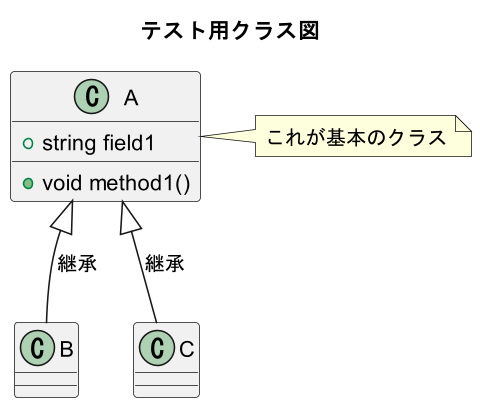 テスト用クラス図
C A
string field1
void method1()
これが基本のクラス
継承
継承
C B
C C